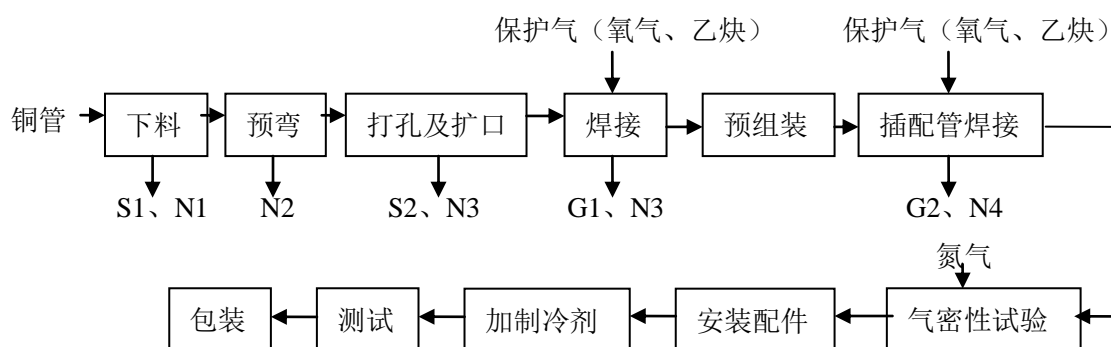 保护气（氧气、乙炔） 保护气（氧气、乙炔）
铜管 下料 预弯 打孔及扩口 焊接 预组装 插配管焊接
S1、N1 N2 S2、N3 G1、N3 G2、N4
氮气
包装 测试 加制冷剂 安装配件 气密性试验